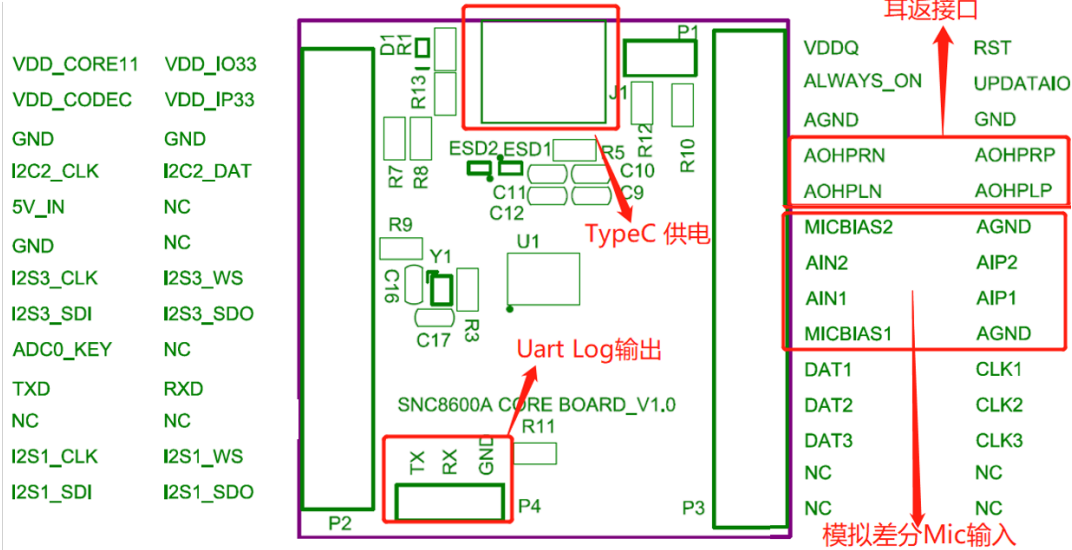 耳返接口
VDD_CORE11 VDD_IO33
VDD_CODEC VDD_IP33
GND GND
I2C2_CLK I2C2_DAT
5V_IN NC
GND NC
I2S3_CLK I2S3_WS
I2S3_SDI I2S3_SDO
ADC0_KEY NC
TXD RXD
NC NC
I2S1_CLK I2S1_WS
I2S1_SDI I2S1_SDO
D1
R1
R13
P1
J1
R12
R10
R7
R8
ESD2 ESD1
R5
C10
C11
C9
C12
TypeC 供电
R9
Y1
U1
C16
R3
C17
Uart Log输出
SNC8600A CORE BOARD_V1.0
R11
TX
RX
GND
P4
P2
P3
VDDQ RST
ALWAYS_ON UPDATAIO
AGND GND
AOHPRN AOHPRP
AOHPLN AOHPLP
MICBIAS2 AGND
AIN2 AIP2
AIN1 AIP1
MICBIAS1 AGND
DAT1 CLK1
DAT2 CLK2
DAT3 CLK3
NC NC
NC NC
模拟差分Mic输入